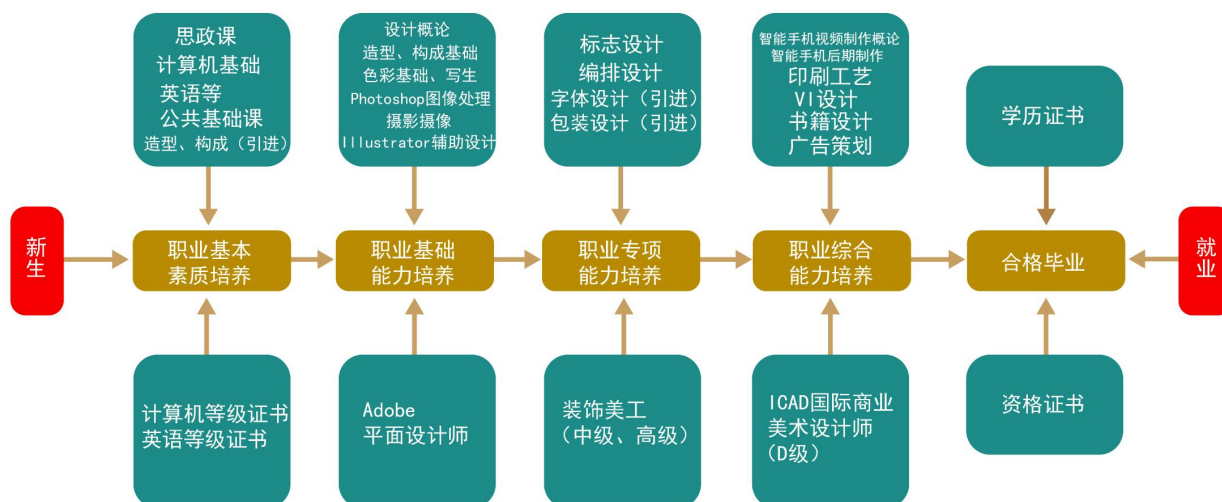 思政课
计算机基础
英语等
公共基础课
造型、构成（引进）
设计概论
造型、构成基础
色彩基础、写生
Photoshop图像处理
摄影摄像
Illustrator辅助设计
标志设计
编排设计
字体设计（引进）
包装设计（引进）
智能手机视频制作概论
智能手机后期制作
印刷工艺
VI设计
书籍设计
广告策划
学历证书
新生
职业基本
素质培养
职业基础
能力培养
职业专项
能力培养
职业综合
能力培养
合格毕业
就业
计算机等级证书
英语等级证书
Adobe
平面设计师
装饰美工
（中级、高级）
ICAD国际商业
美术设计师
（D级）
资格证书